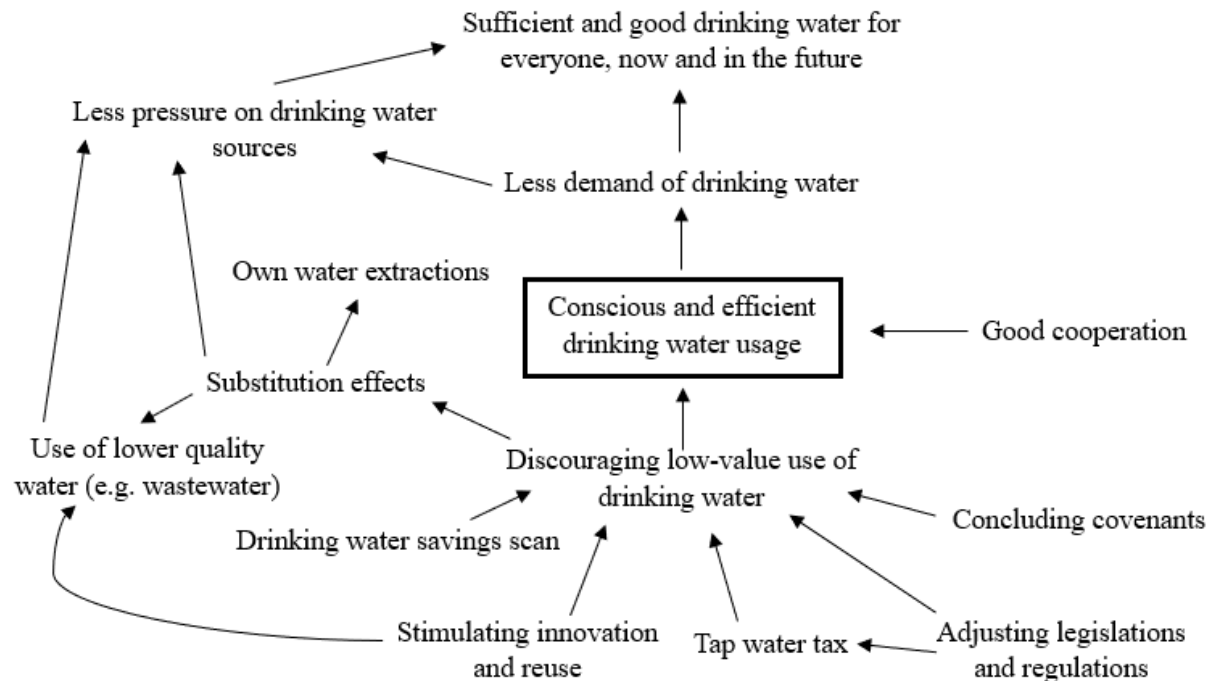 Sufficient and good drinking water for
everyone, now and in the future
Less pressure on drinking water
sources
Less demand of drinking water
Own water extractions
Conscious and efficient
drinking water usage
Good cooperation
Substitution effects
Use of lower quality
water (e.g. wastewater)
Discouraging low-value use of
drinking water
Concluding covenants
Drinking water savings scan
Stimulating innovation
and reuse
Tap water tax
Adjusting legislations
and regulations